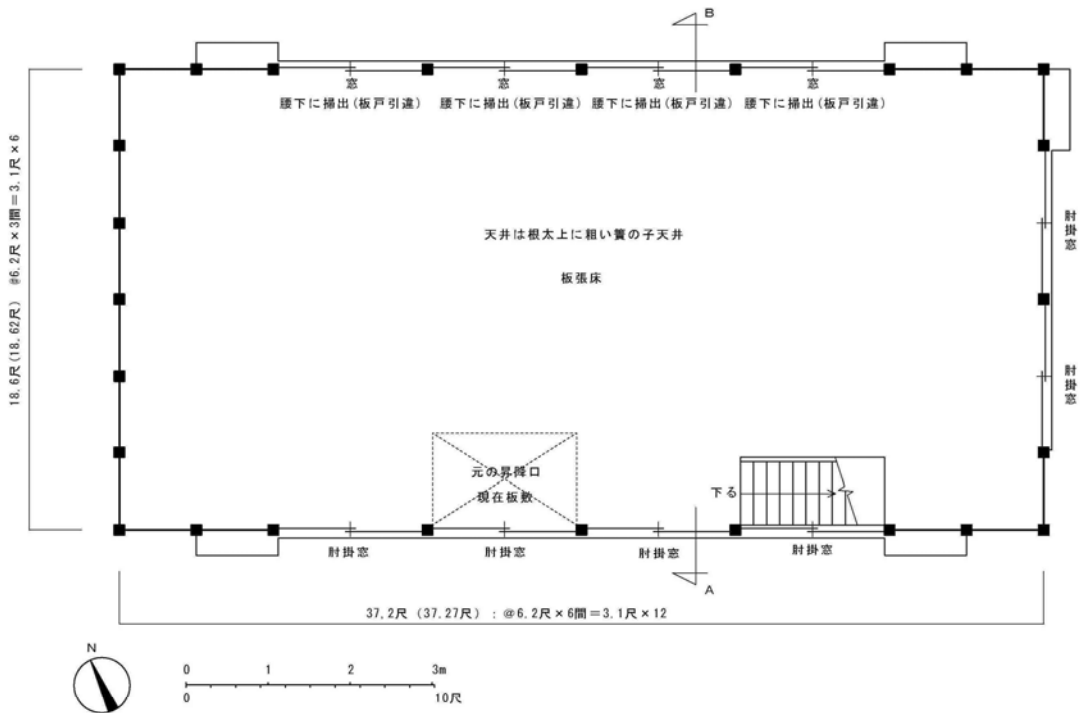 B
窓 窓 窓 窓
腰下に掃出(板戸引違) 腰下に掃出(板戸引違) 腰下に掃出(板戸引違) 腰下に掃出(板戸引違)
18.6尺(18.62尺) @6.2尺×3間=3.1尺×6
肘掛窓
天井は根太上に粗い簀の子天井
板張床
肘掛窓
元の昇降口
現在板敷
下る
肘掛窓 肘掛窓 肘掛窓 肘掛窓
A
37.2尺 (37.27尺) : @6.2尺×6間=3.1尺×12
N
0 1 2 3m
0 10尺